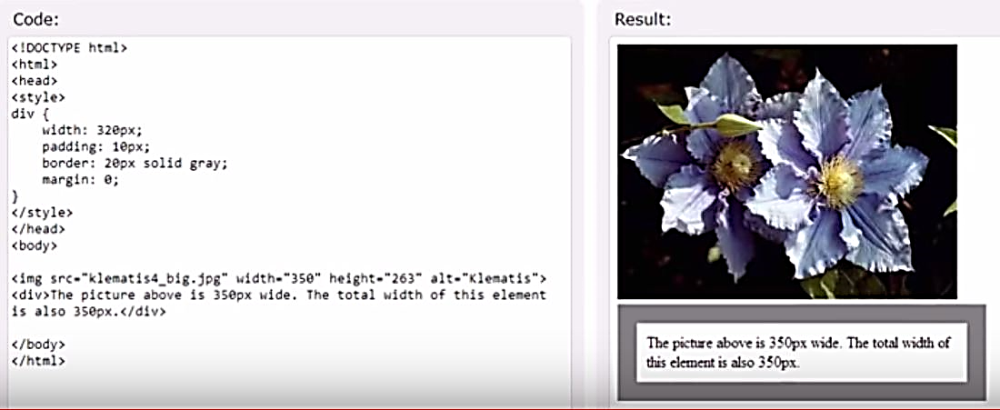 Code:
<!DOCTYPE html>
<html>
<head>
<style>
div {
    width: 320px;
    padding: 10px;
    border: 20px solid gray;
    margin: 0;
}
</style>
</head>
<body>
<img src="klematis4_big.jpg" width="350" height="263" alt="Klematis">
<div>The picture above is 350px wide. The total width of this element
is also 350px.</div>
</body>
</html>
Result:
The picture above is 350px wide. The total width of
this element is also 350px.